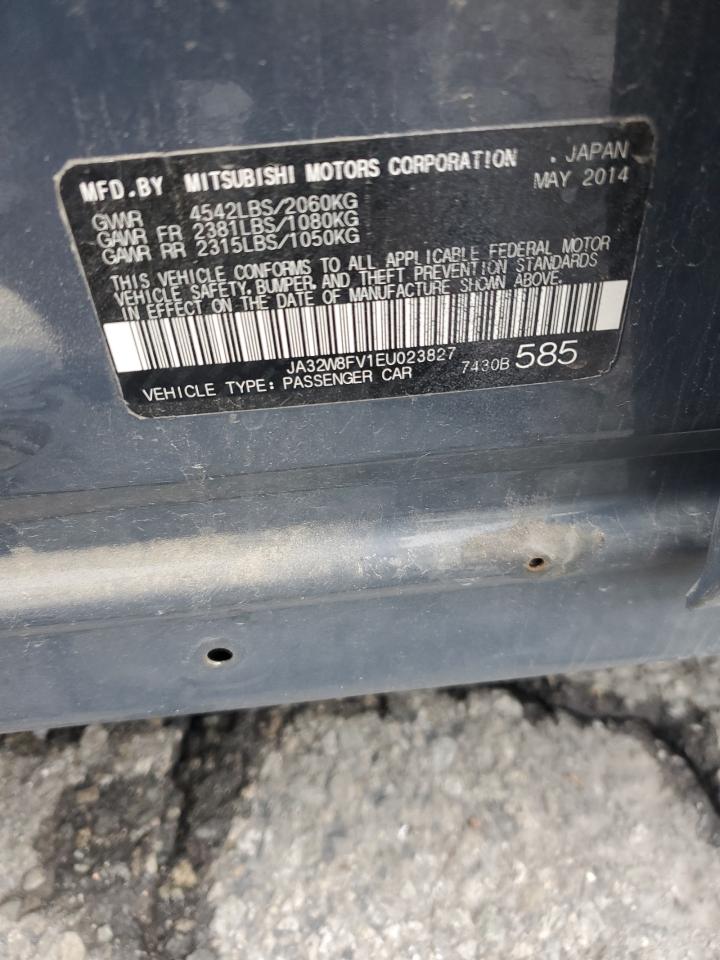 MFD.BY MITSUBISHI MOTORS CORPORATION . JAPAN
MAY 2014
GVWR 4542LBS/2060KG
GAWR FR 2381LBS/1080KG
GAWR RR 2315LBS/1050KG
THIS VEHICLE CONFORMS TO ALL APPLICABLE FEDERAL MOTOR
VEHICLE SAFETY, BUMPER, AND THEFT PREVENTION STANDARDS
IN EFFECT ON THE DATE OF MANUFACTURE SHOWN ABOVE.
JA32W8FV1EU023827 7430B 585
VEHICLE TYPE: PASSENGER CAR